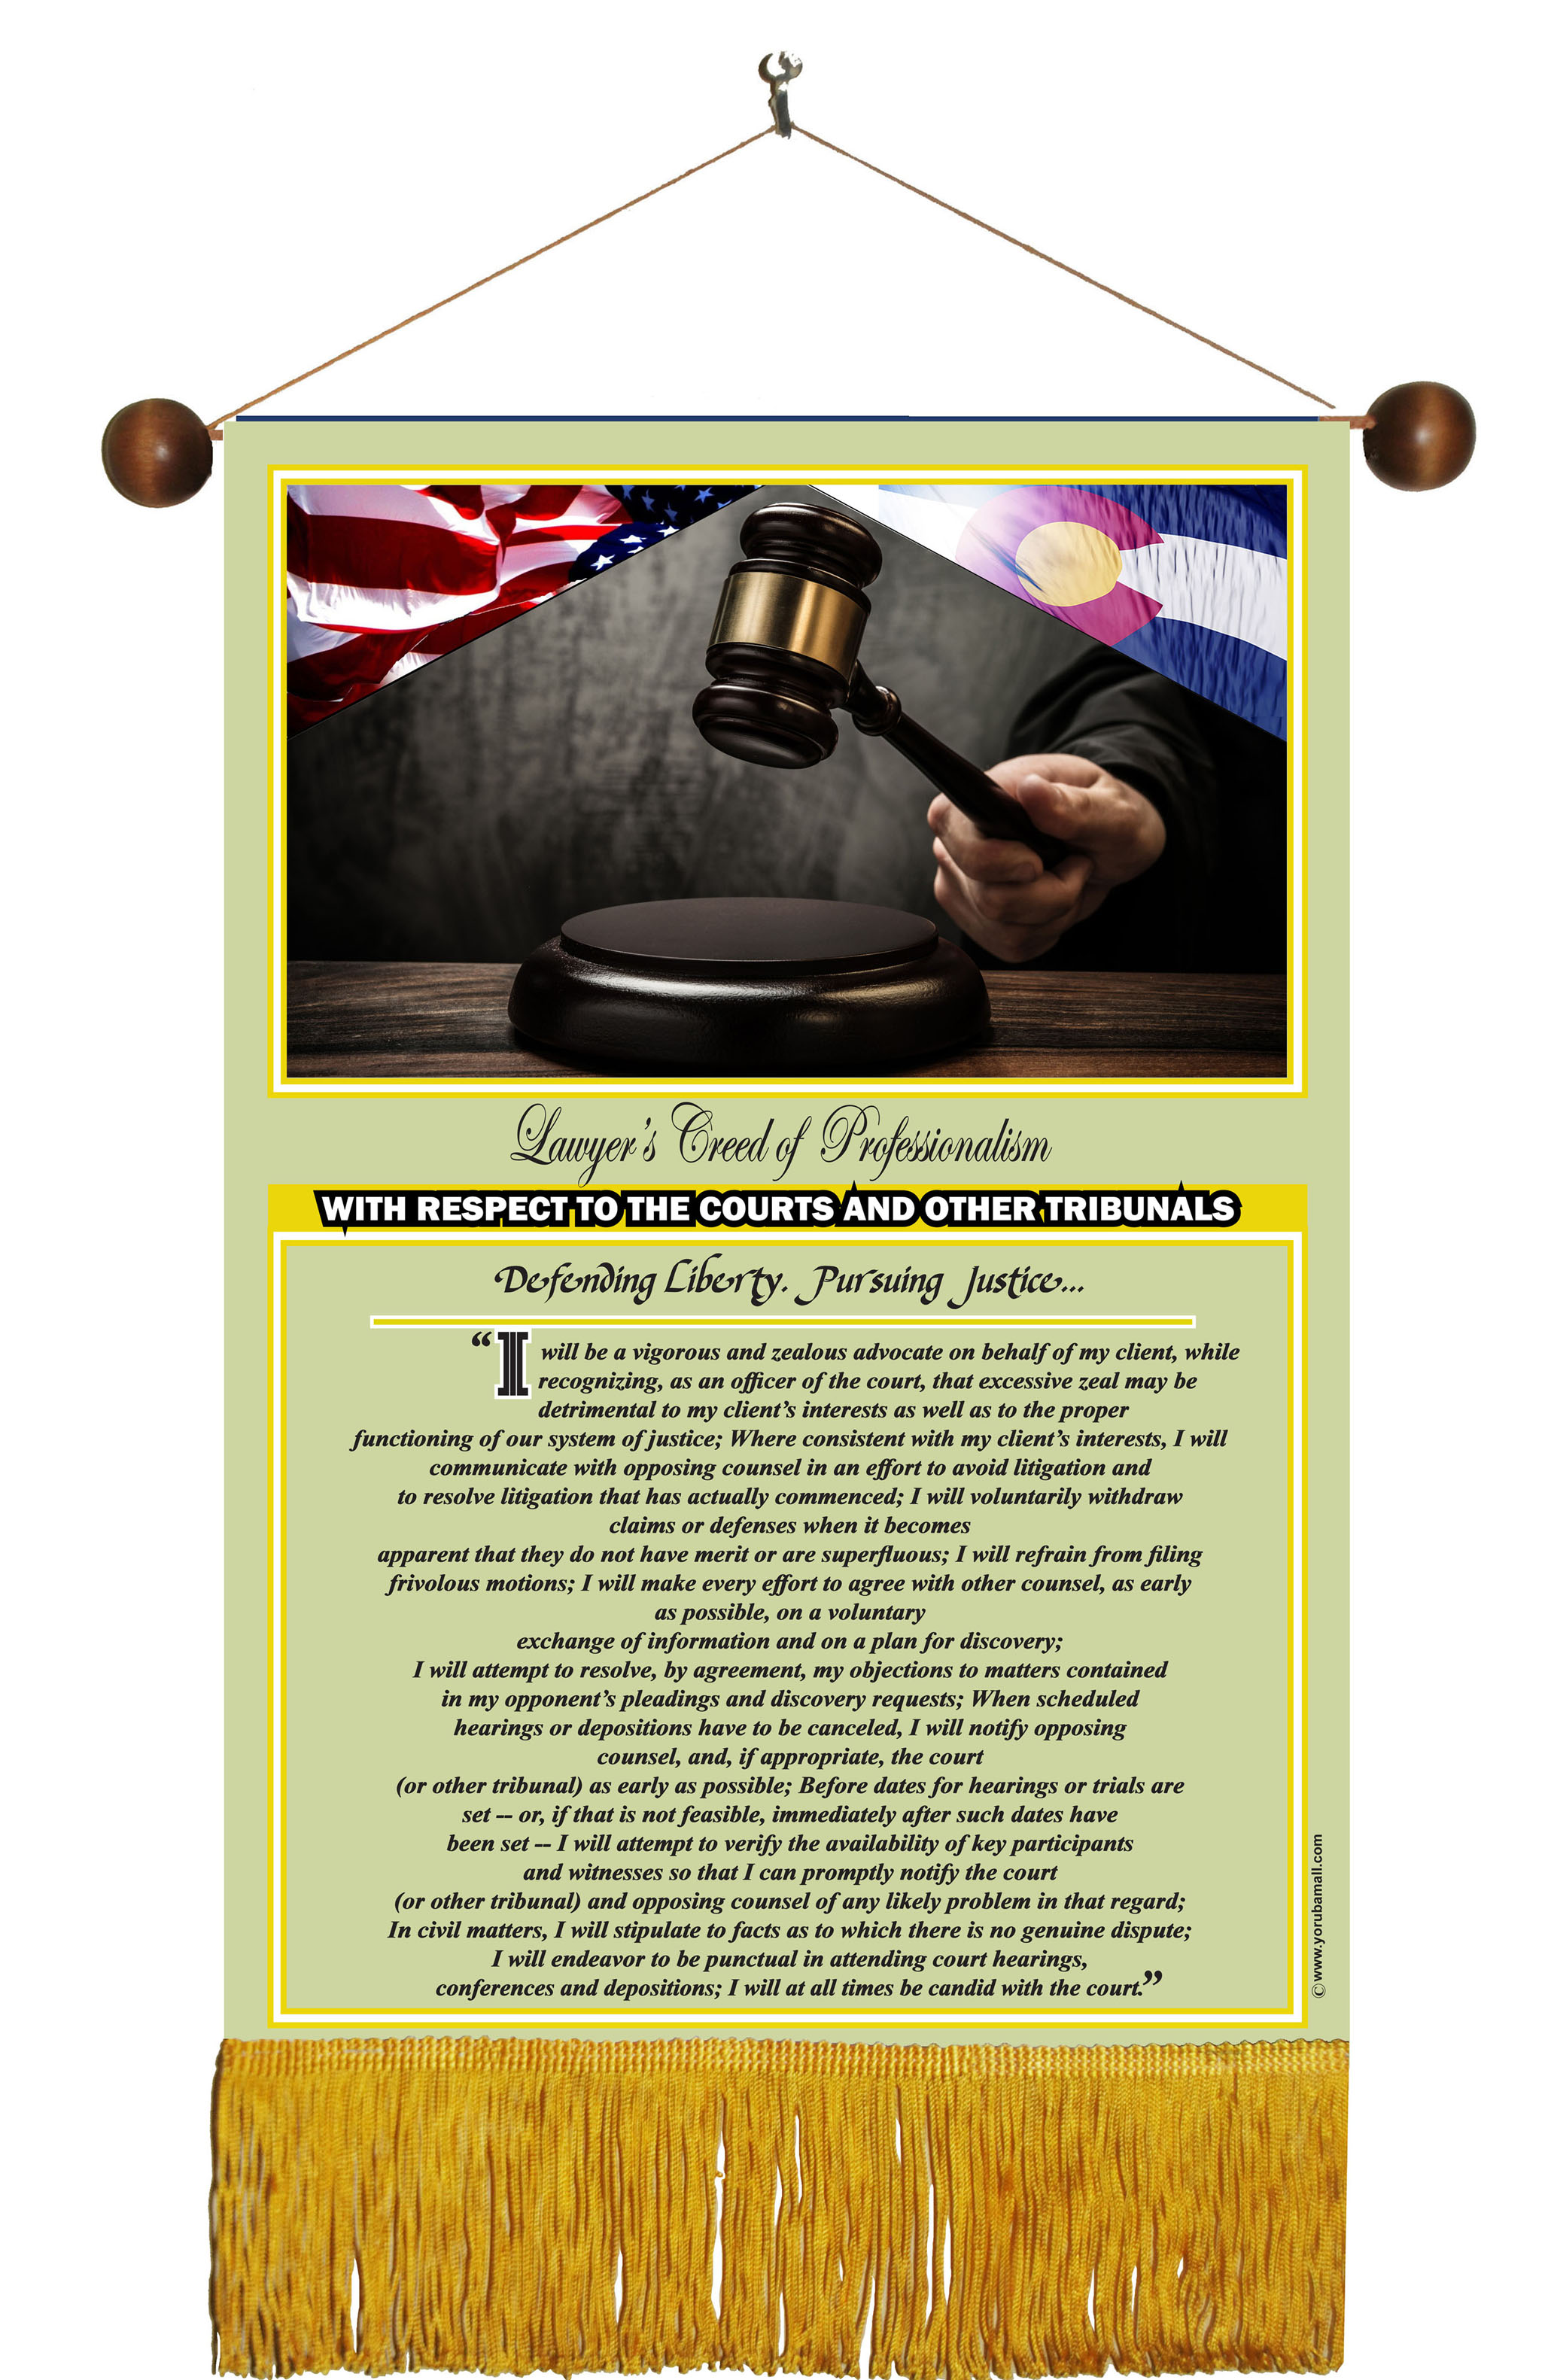 Lawyer's Creed of Professionalism
WITH RESPECT TO THE COURTS AND OTHER TRIBUNALS
Defending Liberty. Pursuing Justice...
“I will be a vigorous and zealous advocate on behalf of my client, while
recognizing, as an officer of the court, that excessive zeal may be
detrimental to my client’s interests as well as to the proper
functioning of our system of justice; Where consistent with my client’s interests, I will
communicate with opposing counsel in an effort to avoid litigation and
to resolve litigation that has actually commenced; I will voluntarily withdraw
claims or defenses when it becomes
apparent that they do not have merit or are superfluous; I will refrain from filing
frivolous motions; I will make every effort to agree with other counsel, as early
as possible, on a voluntary
exchange of information and on a plan for discovery;
I will attempt to resolve, by agreement, my objections to matters contained
in my opponent’s pleadings and discovery requests; When scheduled
hearings or depositions have to be canceled, I will notify opposing
counsel, and, if appropriate, the court
(or other tribunal) as early as possible; Before dates for hearings or trials are
set -- or, if that is not feasible, immediately after such dates have
been set -- I will attempt to verify the availability of key participants
and witnesses so that I can promptly notify the court
(or other tribunal) and opposing counsel of any likely problem in that regard;
In civil matters, I will stipulate to facts as to which there is no genuine dispute;
I will endeavor to be punctual in attending court hearings,
conferences and depositions; I will at all times be candid with the court.”
© www.yorubamall.com